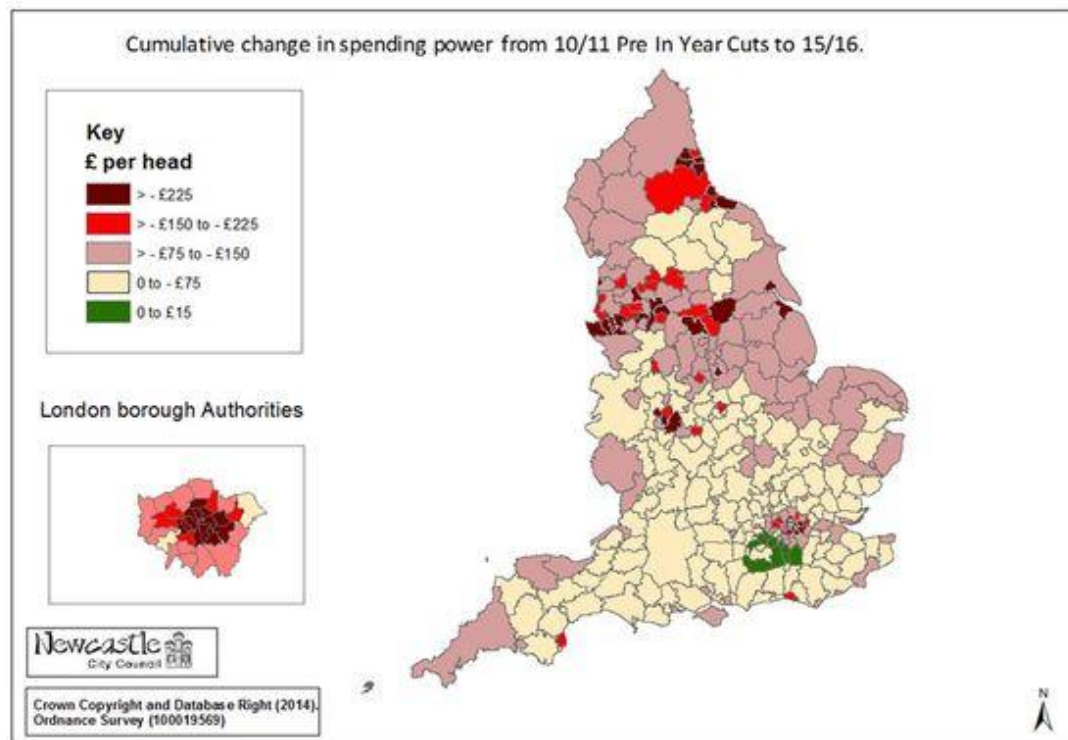 Cumulative change in spending power from 10/11 Pre In Year Cuts to 15/16.
Key
£ per head
> - £225
> - £150 to - £225
> - £75 to - £150
0 to - £75
0 to £15
London borough Authorities
Newcastle
City Council
Crown Copyright and Database Right (2014).
Ordnance Survey (100019569)
N